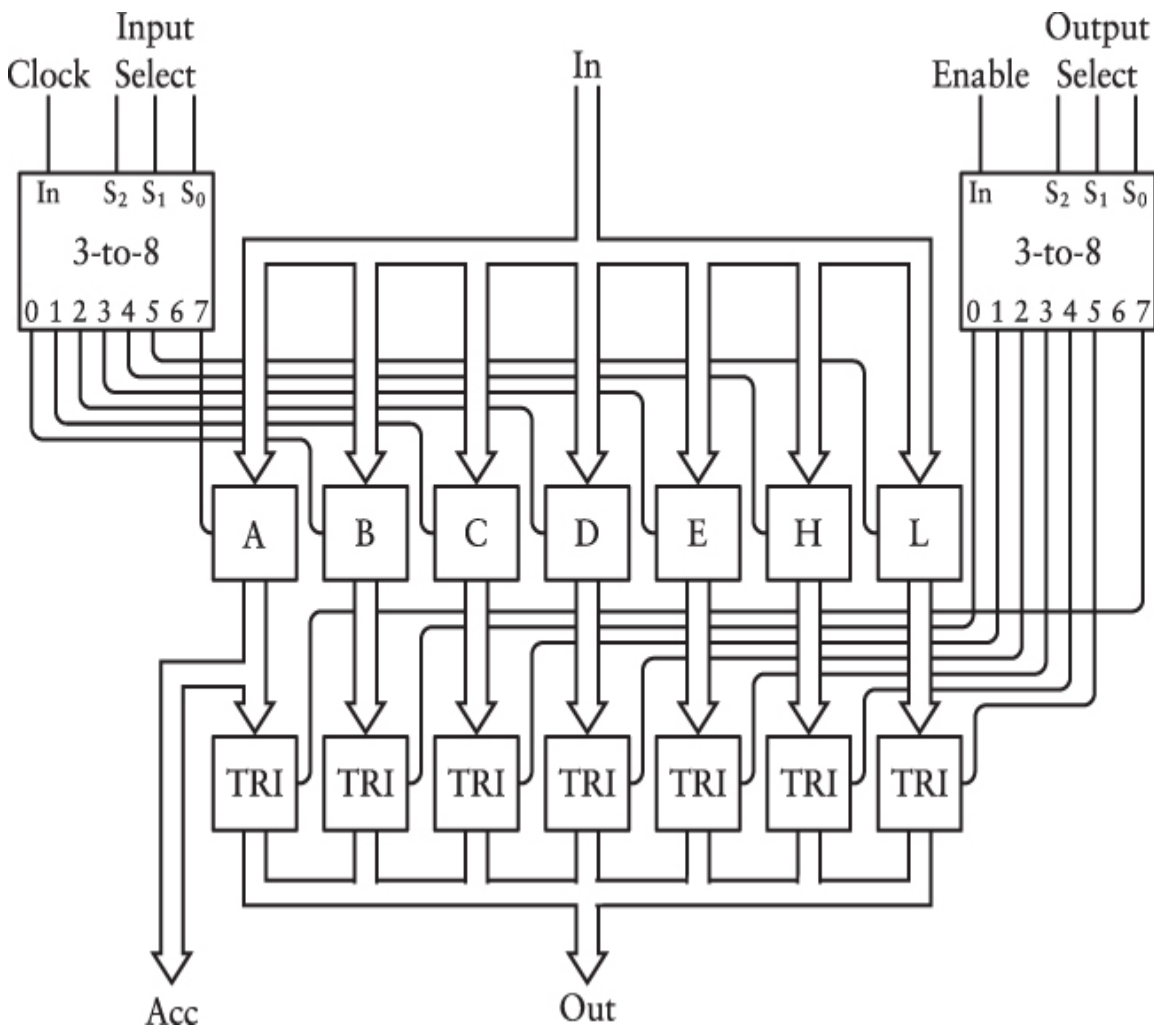 Input
Select
Clock
In
Output
Select
Enable
In S₂ S₁ S₀
3-to-8
0 1 2 3 4 5 6 7
In S₂ S₁ S₀
3-to-8
0 1 2 3 4 5 6 7
A B C D E H L
TRI TRI TRI TRI TRI TRI TRI
Acc
Out